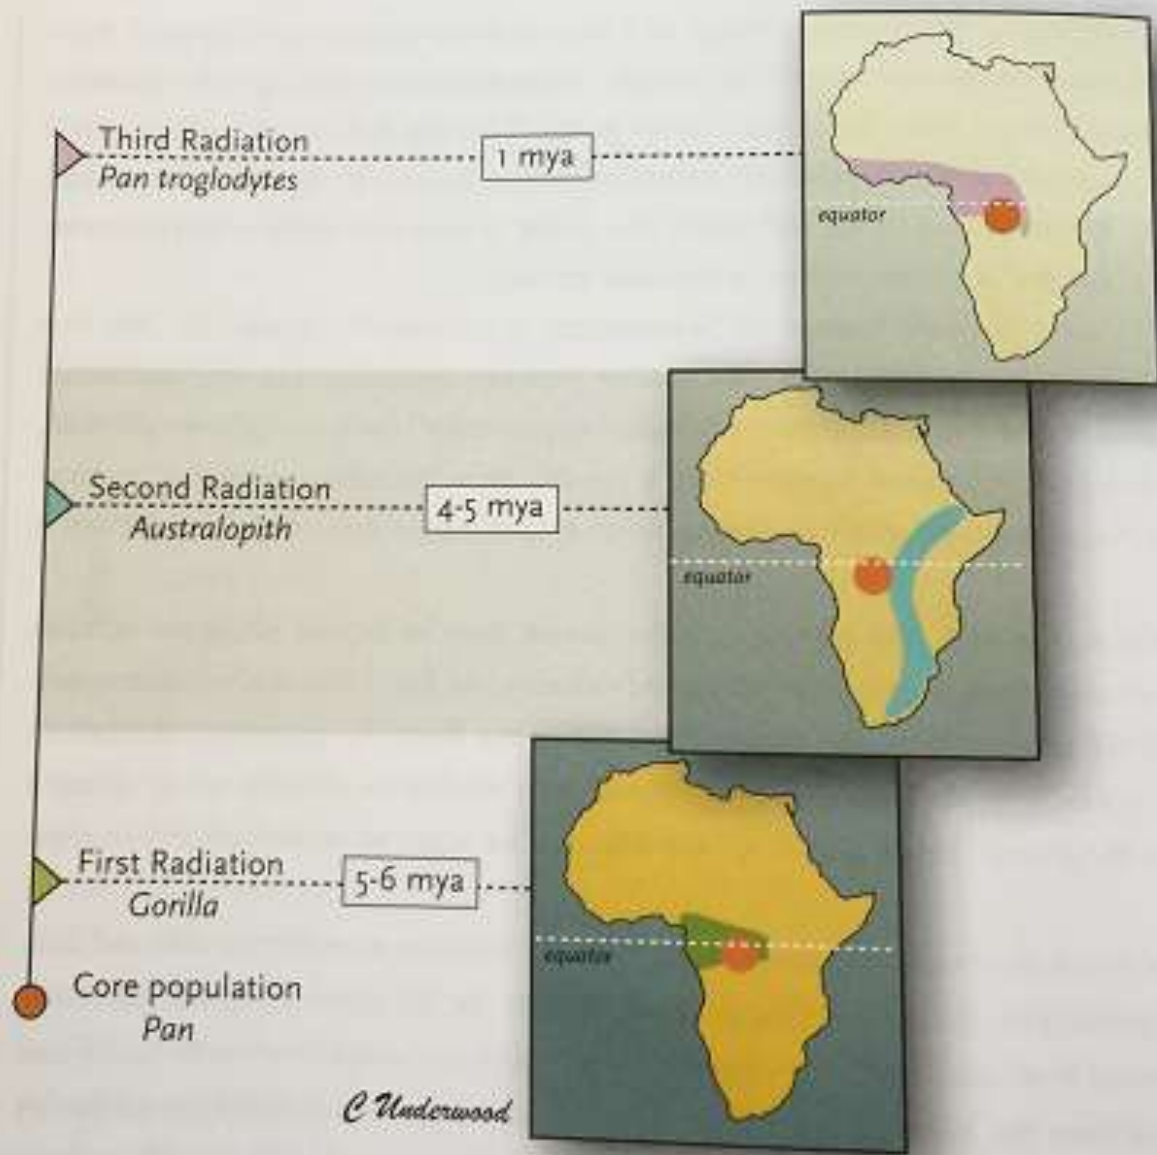 Third Radiation
Pan troglodytes
1 mya
equator
Second Radiation
Australopith
4-5 mya
equator
First Radiation
Gorilla
5-6 mya
equator
Core population
Pan
C Underwood